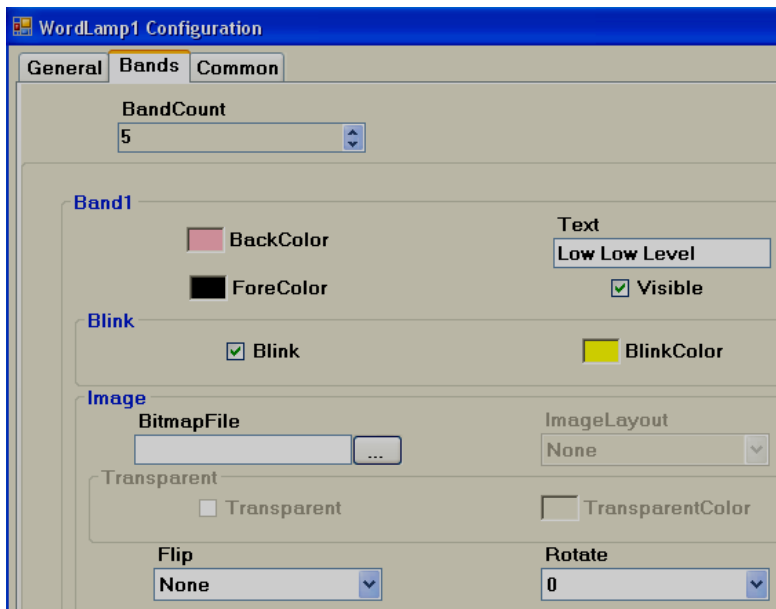 WordLamp1 Configuration
General Bands Common
BandCount
5
Band1
BackColor
Text
Low Low Level
ForeColor
Visible
Blink
Blink
BlinkColor
Image
BitmapFile
ImageLayout
...
None
Transparent
Transparent
TransparentColor
Flip
Rotate
None
0